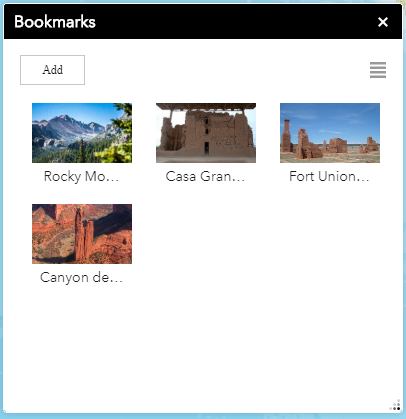 Bookmarks
Add
Rocky Mo...
Casa Gran...
Fort Union...
Canyon de...